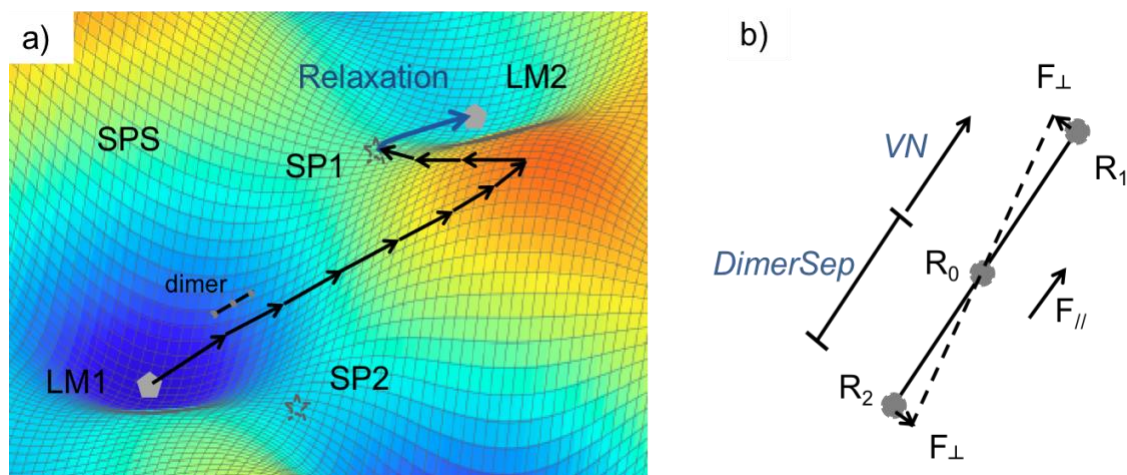 a)
Relaxation
LM2
SPS
SP1
dimer
LM1
SP2
b)
F⊥
VN
R₁
DimerSep
R₀
F//
R₂
F⊥